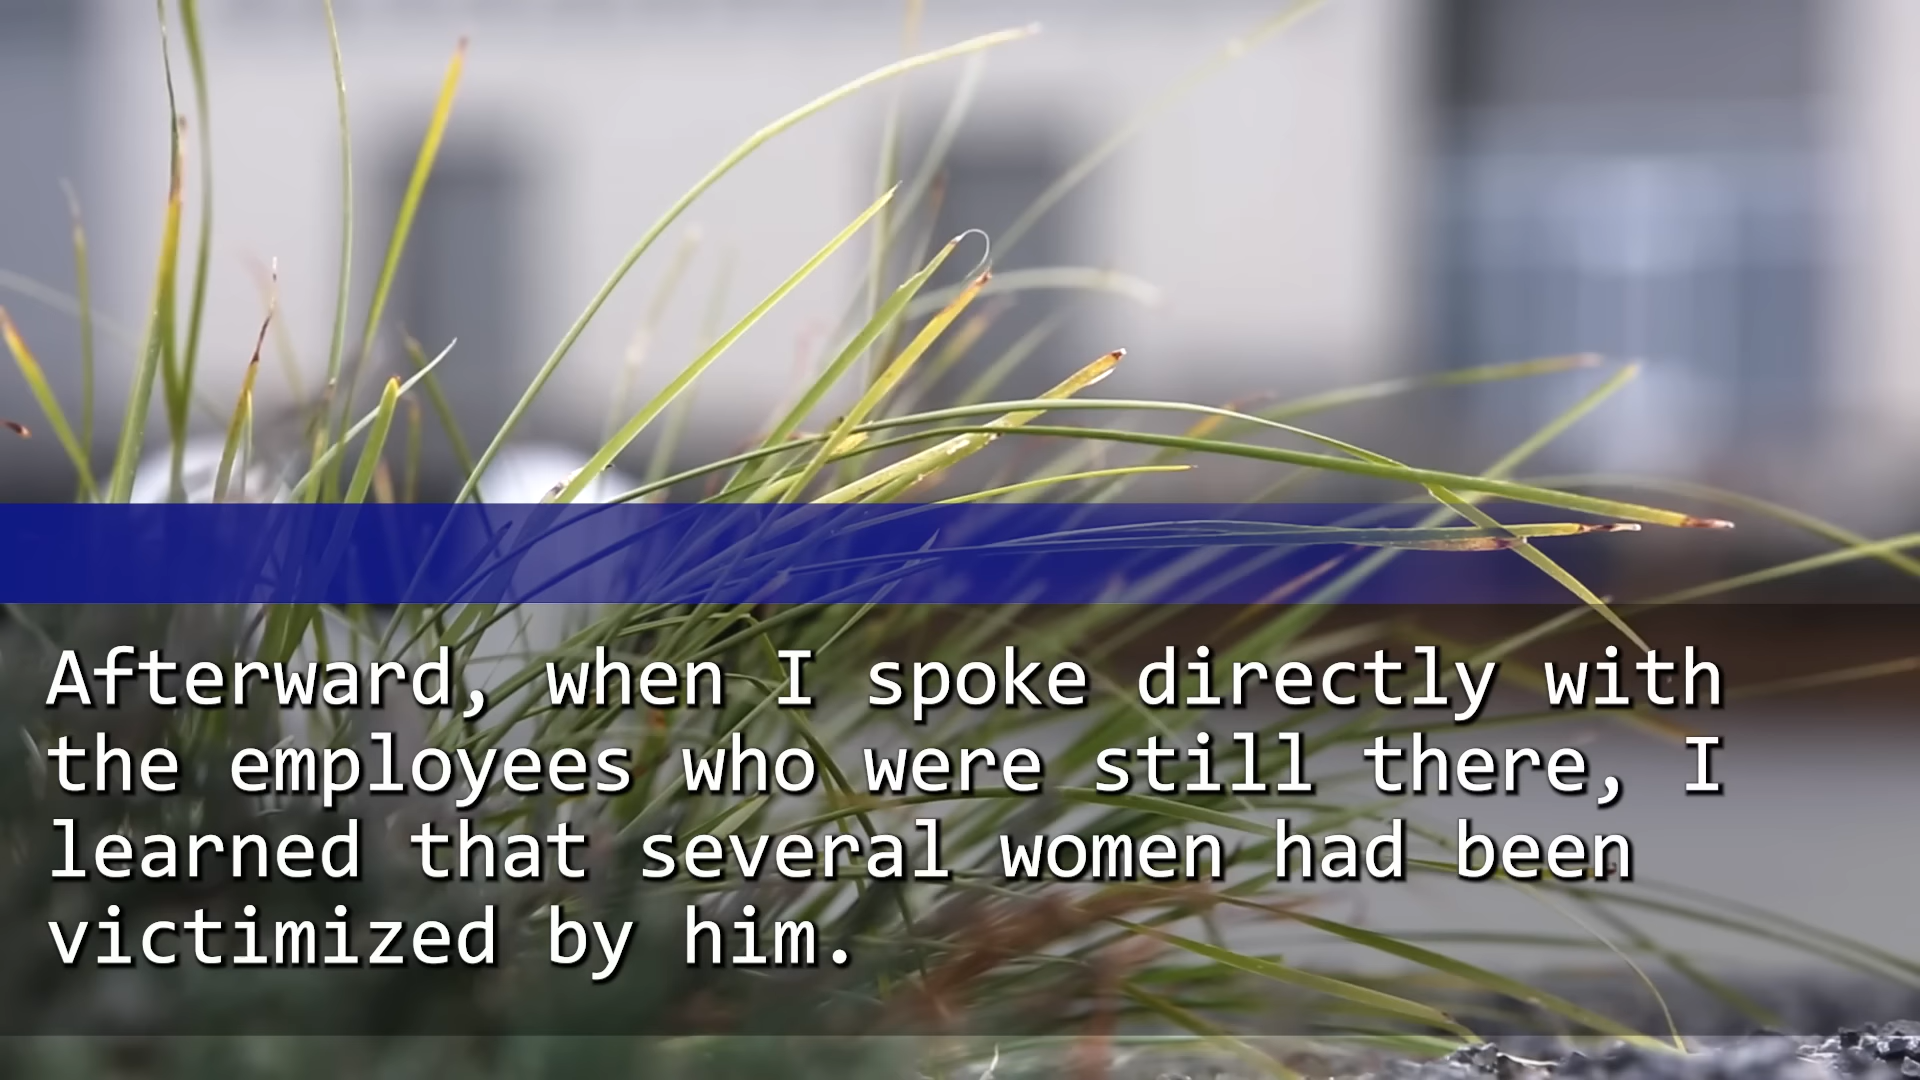 Afterward, when I spoke directly with
the employees who were still there, I
learned that several women had been
victimized by him.